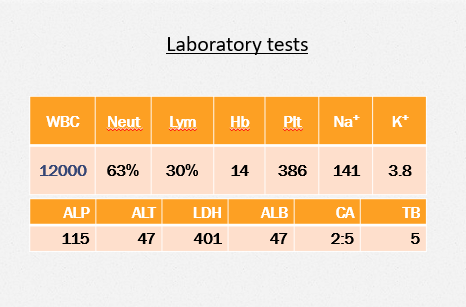 Laboratory tests
WBC Neut Lym Hb Plt Na+ K+
12000 63% 30% 14 386 141 3.8
ALP ALT LDH ALB CA TB
115 47 401 47 2:5 5